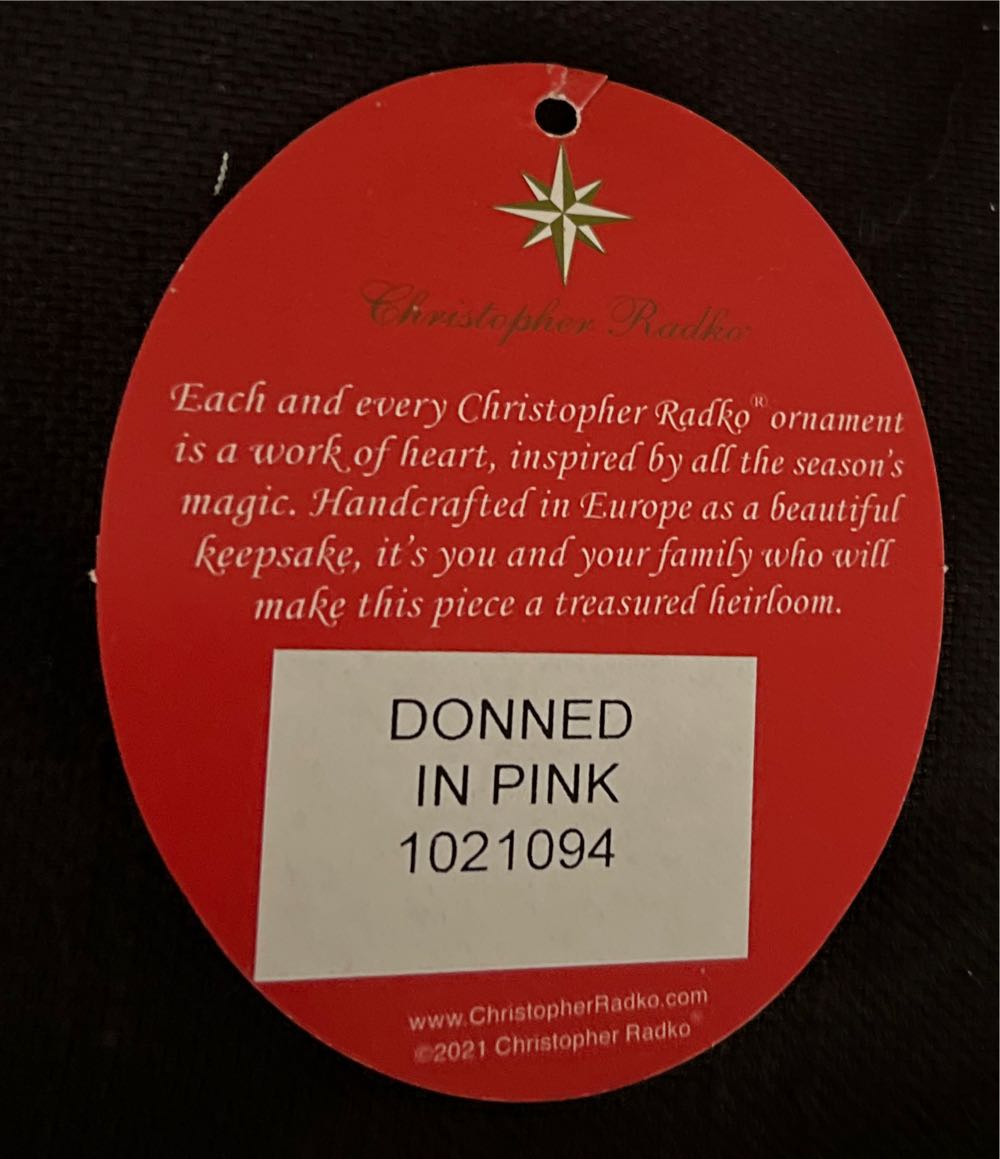 Christopher Radko
Each and every Christopher Radko® ornament
is a work of heart, inspired by all the season's
magic. Handcrafted in Europe as a beautiful
keepsake, it's you and your family who will
make this piece a treasured heirloom.
DONNED
IN PINK
1021094
www.ChristopherRadko.com
©2021 Christopher Radko